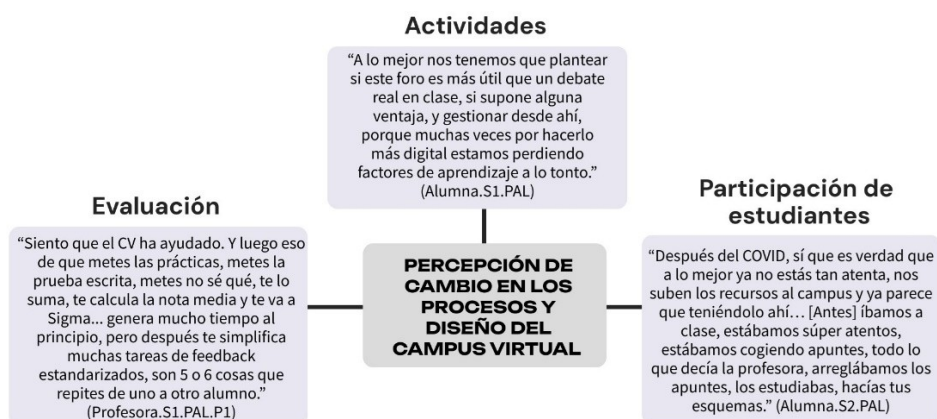 Actividades
“A lo mejor nos tenemos que plantear
si este foro es más útil que un debate
real en clase, si supone alguna
ventaja, y gestionar desde ahí,
porque muchas veces por hacerlo
más digital estamos perdiendo
factores de aprendizaje a lo tonto.”
(Alumna.S1.PAL)
Evaluación
“Siento que el CV ha ayudado. Y luego eso
de que metes las prácticas, metes la
prueba escrita, metes no sé qué, te lo
suma, te calcula la nota media y te va a
Sigma... genera mucho tiempo al
principio, pero después te simplifica
muchas tareas de feedback
estandarizados, son 5 o 6 cosas que
repites de uno a otro alumno.”
(Profesora.S1.PAL.P1)
PERCEPCIÓN DE
CAMBIO EN LOS
PROCESOS Y
DISEÑO DEL
CAMPUS VIRTUAL
Participación de
estudiantes
“Después del COVID, sí que es verdad que
a lo mejor ya no estás tan atenta, nos
suben los recursos al campus y ya parece
que teniéndolo ahí… [Antes] íbamos a
clase, estábamos súper atentos,
estábamos cogiendo apuntes, todo lo
que decía la profesora, arreglábamos los
apuntes, los estudiabas, hacías tus
esquemas.” (Alumna.S2.PAL)